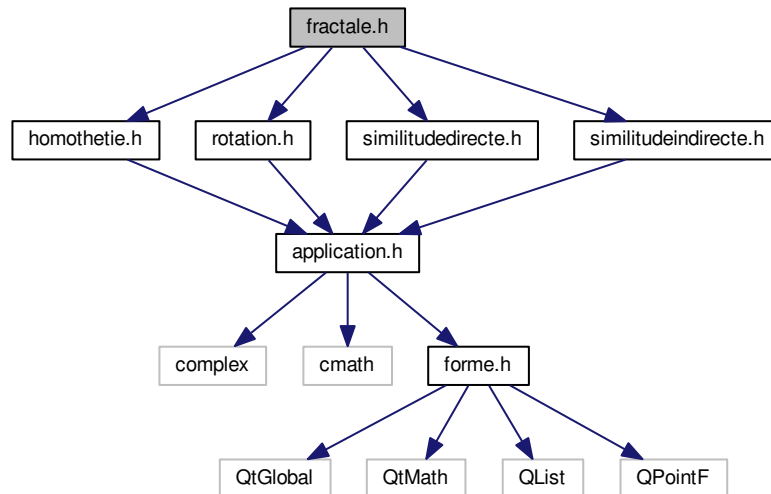 fractale.h
homothetie.h
rotation.h
similitudedirecte.h
similitudeindirecte.h
application.h
complex
cmath
forme.h
QtGlobal
QtMath
QList
QPointF